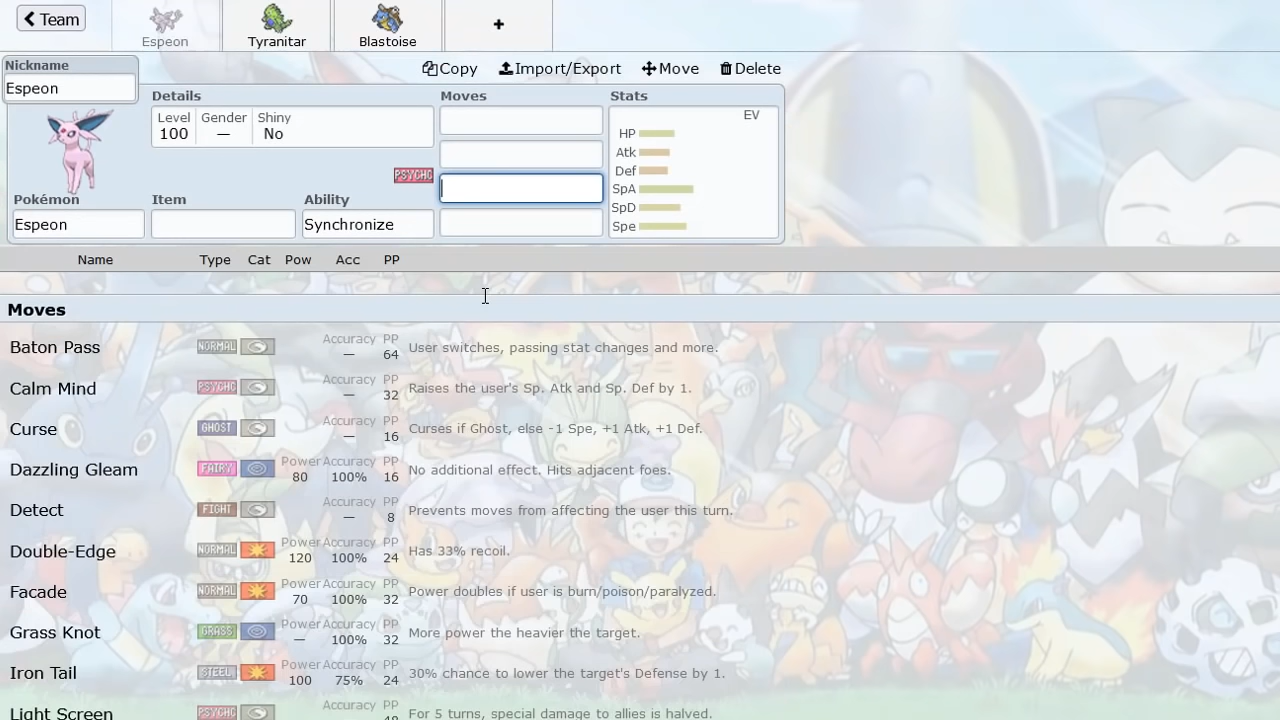 Team
Espeon
Tyranitar
Blastoise
+
Nickname
Espeon
Copy
Import/Export
Move
Delete
Details
Moves
Stats
Level
100
Gender
—
Shiny
No
EV
HP
Atk
Def
SpA
SpD
Spe
PSYCHC
Pokémon
Espeon
Item
Ability
Synchronize
Name Type Cat Pow Acc PP
Moves
Baton Pass NORMAL Accuracy — PP 64 User switches, passing stat changes and more.
Calm Mind PSYCHC Accuracy — PP 32 Raises the user's Sp. Atk and Sp. Def by 1.
Curse GHOST Accuracy — PP 16 Curses if Ghost, else -1 Spe, +1 Atk, +1 Def.
Dazzling Gleam FAIRY Power 80 Accuracy 100% PP 16 No additional effect. Hits adjacent foes.
Detect FIGHT Accuracy — PP 8 Prevents moves from affecting the user this turn.
Double-Edge NORMAL Power 120 Accuracy 100% PP 24 Has 33% recoil.
Facade NORMAL Power 70 Accuracy 100% PP 32 Power doubles if user is burn/poison/paralyzed.
Grass Knot GRASS Power — Accuracy 100% PP 32 More power the heavier the target.
Iron Tail STEEL Power 100 Accuracy 75% PP 24 30% chance to lower the target's Defense by 1.
Light Screen PSYCHC Accuracy — PP 48 For 5 turns, special damage to allies is halved.